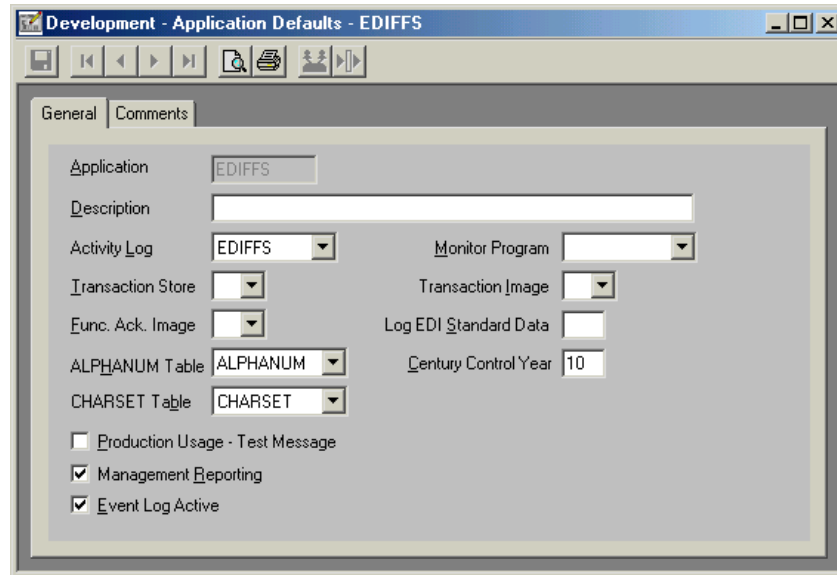 Development - Application Defaults - EDIFFS
General Comments
Application EDIFFS
Description
Activity Log EDIFFS Monitor Program
Transaction Store Transaction Image
Func. Ack. Image Log EDI Standard Data
ALPHANUM Table ALPHANUM Century Control Year 10
CHARSET Table CHARSET
Production Usage - Test Message
Management Reporting
Event Log Active